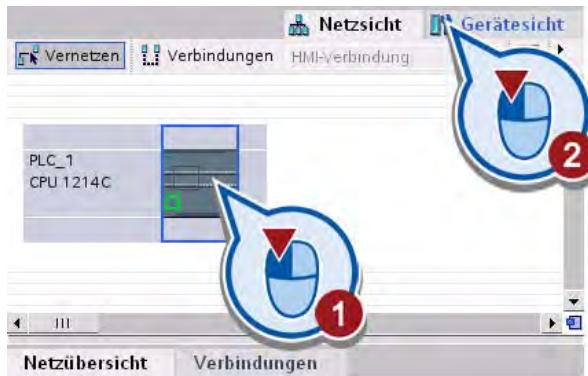 Netzsicht Gerätesicht
Vernetzen Verbindungen HMI-Verbindung
2
PLC_1
CPU 1214C
1
Netzübersicht Verbindungen